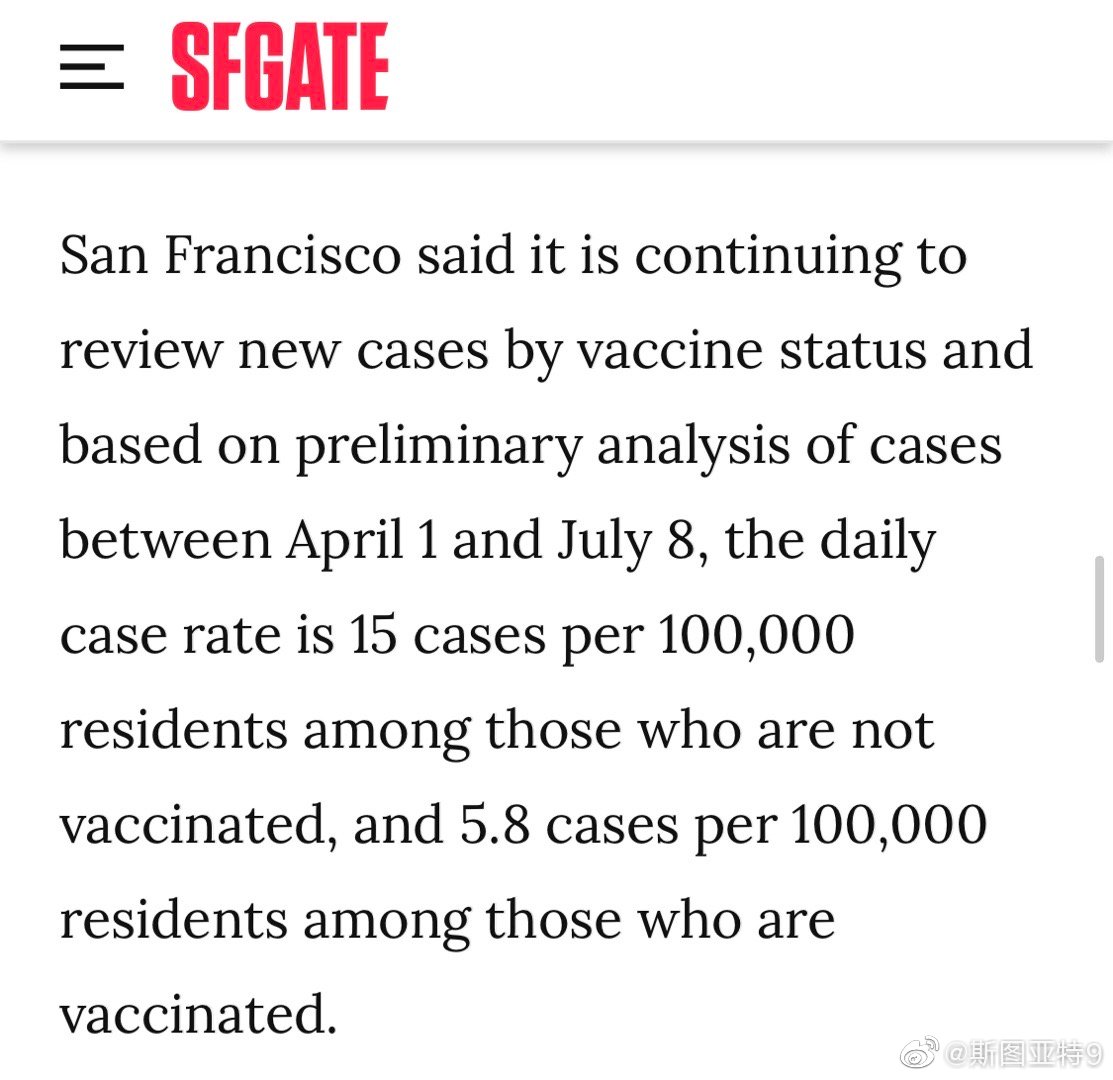 SFGATE
San Francisco said it is continuing to
review new cases by vaccine status and
based on preliminary analysis of cases
between April 1 and July 8, the daily
case rate is 15 cases per 100,000
residents among those who are not
vaccinated, and 5.8 cases per 100,000
residents among those who are
vaccinated.
@斯图亚特9